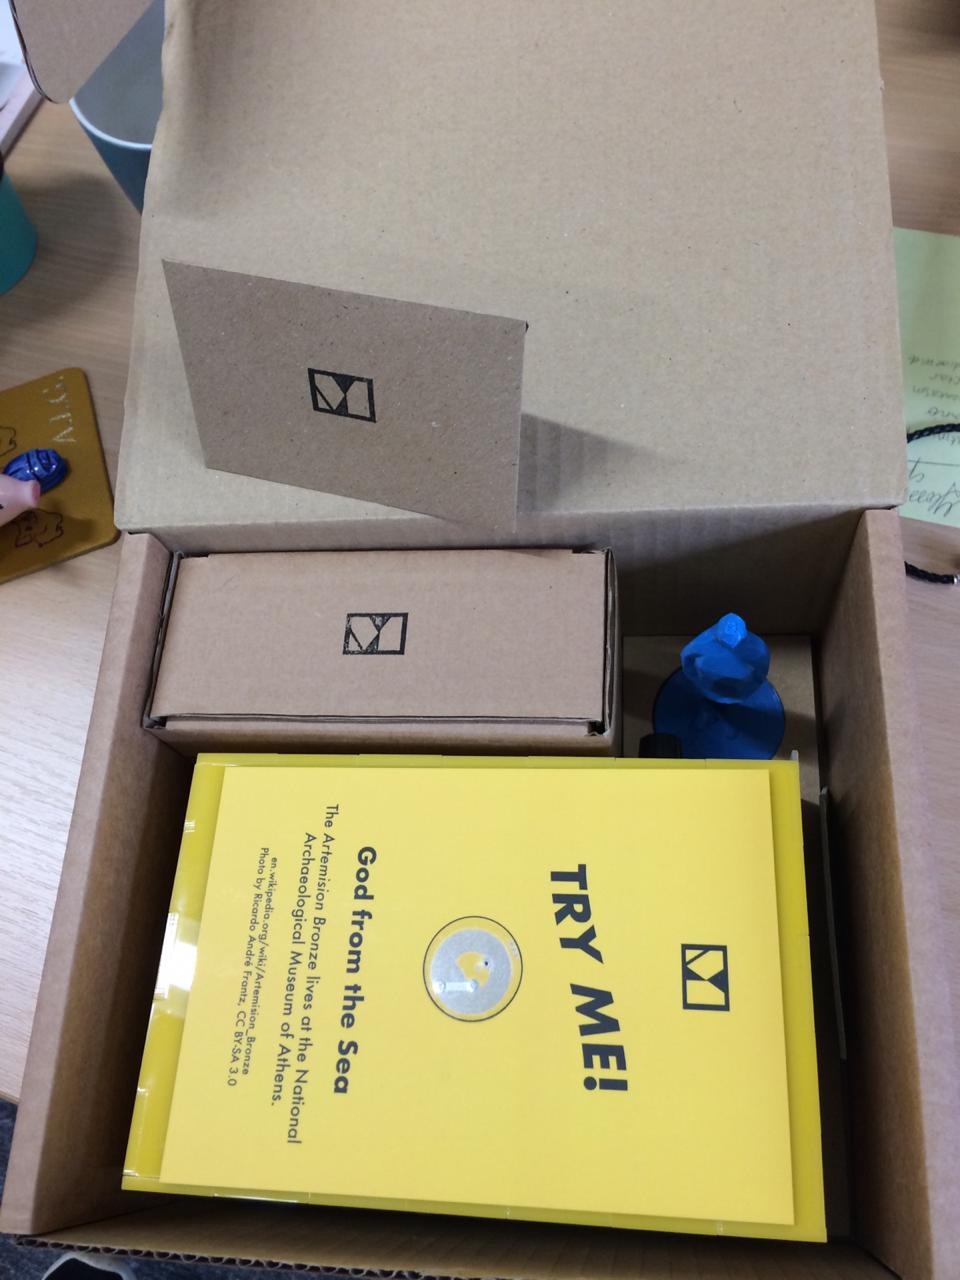 TRY ME!
God from the Sea
The Artemision Bronze lives at the National
Archaeological Museum of Athens.
en.wikipedia.org/wiki/Artemision_Bronze
Photo by Ricardo André Frantz, CC BY-SA 3.0